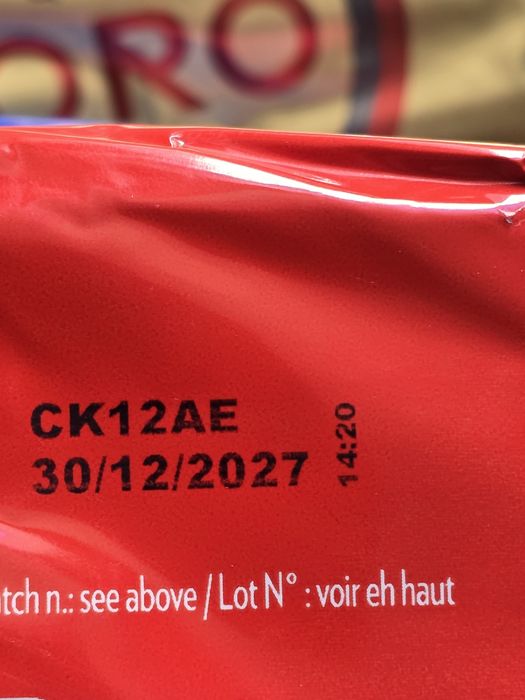 ORO
CK12AE
30/12/2027
14:20
tch n.: see above / Lot N° : voir eh haut